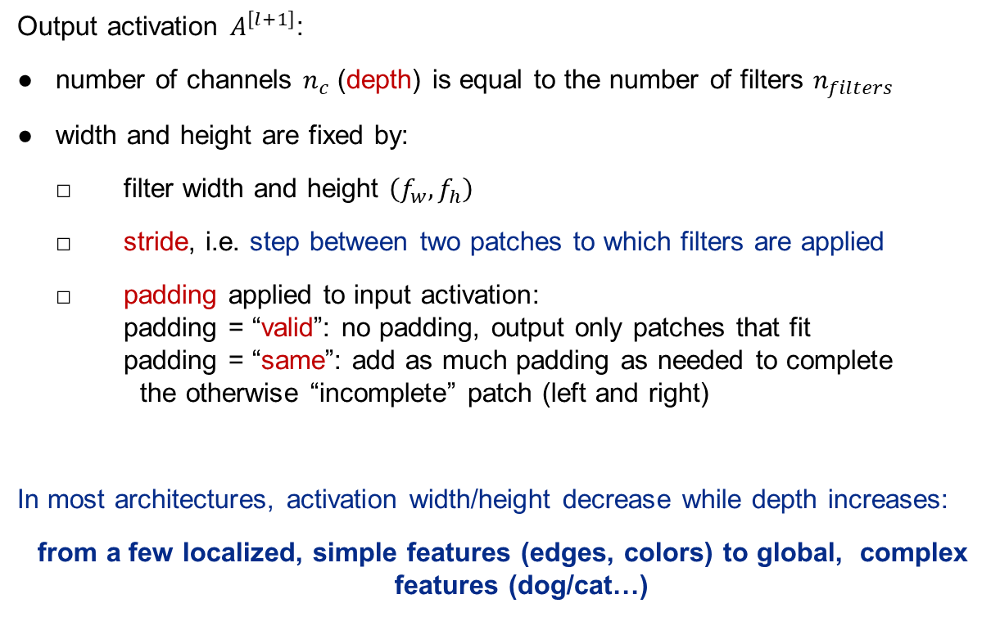 Output activation A^{[l+1]}:
● number of channels n_c (depth) is equal to the number of filters n_{filters}
● width and height are fixed by:
□ filter width and height (f_w, f_h)
□ stride, i.e. step between two patches to which filters are applied
□ padding applied to input activation:
padding = “valid”: no padding, output only patches that fit
padding = “same”: add as much padding as needed to complete
the otherwise “incomplete” patch (left and right)
In most architectures, activation width/height decrease while depth increases:
from a few localized, simple features (edges, colors) to global, complex
features (dog/cat…)